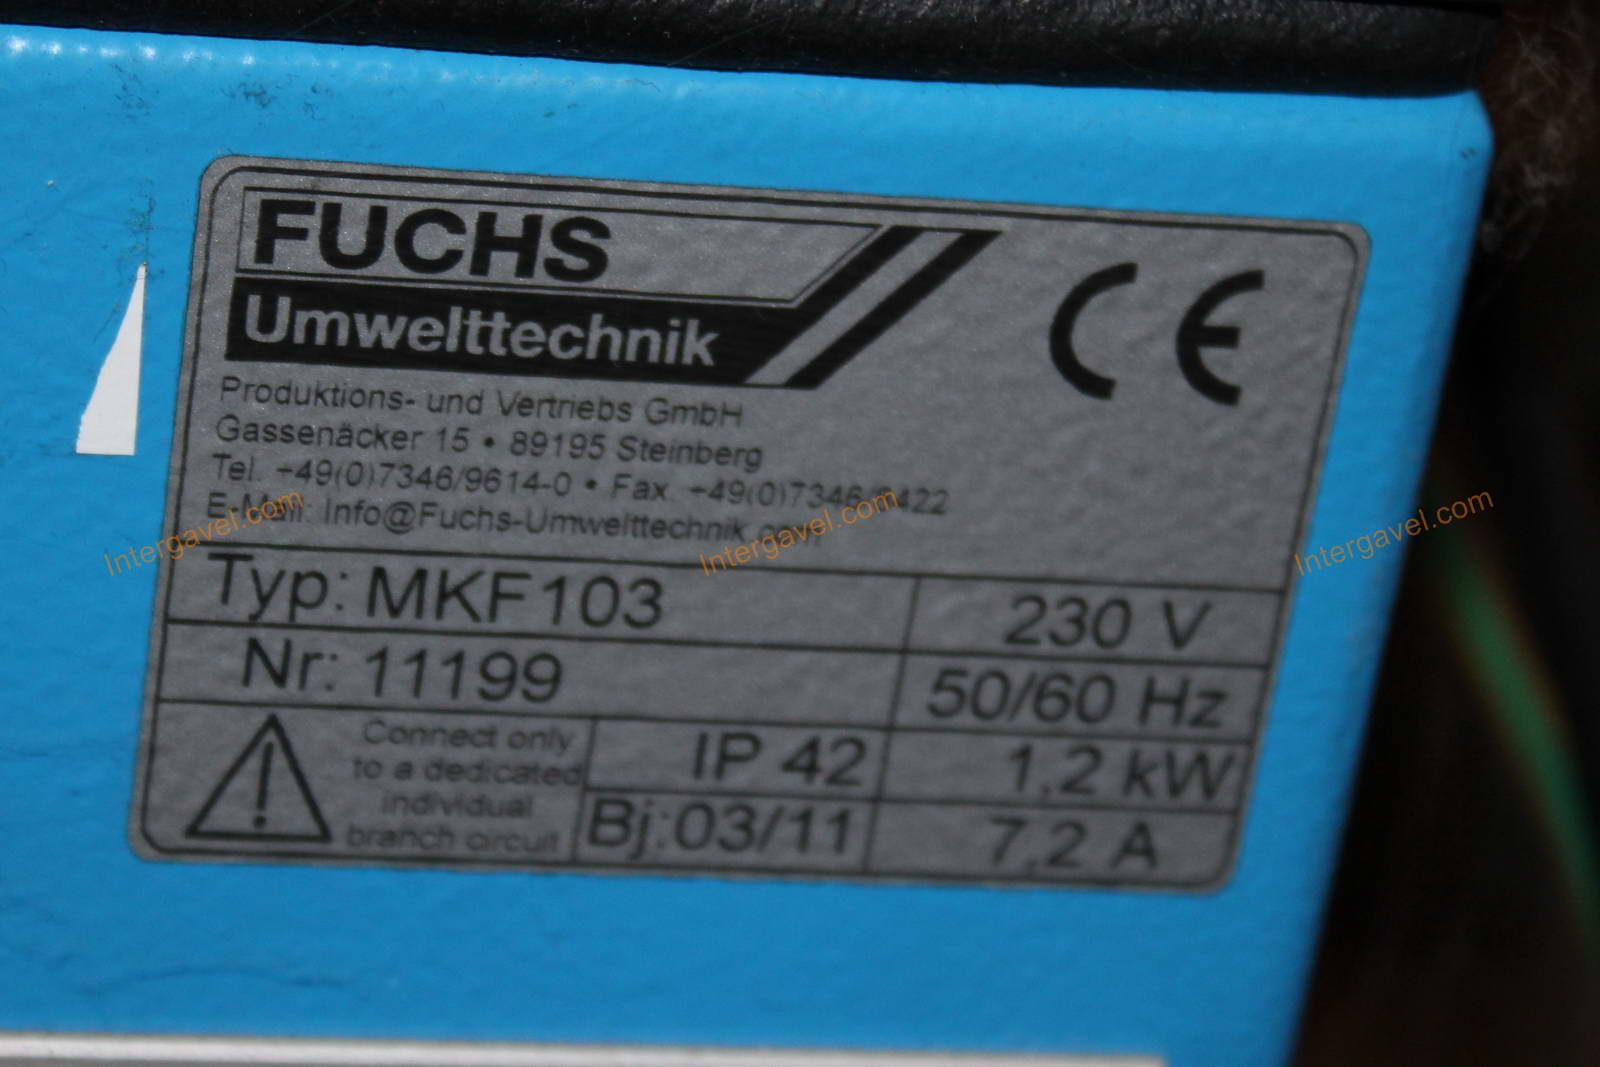 FUCHS
Umwelttechnik
CE
Produktions- und Vertriebs GmbH
Gassenäcker 15 • 89195 Steinberg
Tel. +49(0)7346/9614-0 • Fax. +49(0)7346/8422
E-Mail: Info@Fuchs-Umwelttechnik.com
Typ: MKF103
230 V
Nr: 11199
50/60 Hz
Connect only
to a dedicated
individual
branch circuit
IP 42
1,2 kW
Bj:03/11
7,2 A
Intergavel.com
Intergavel.com
Intergavel.com